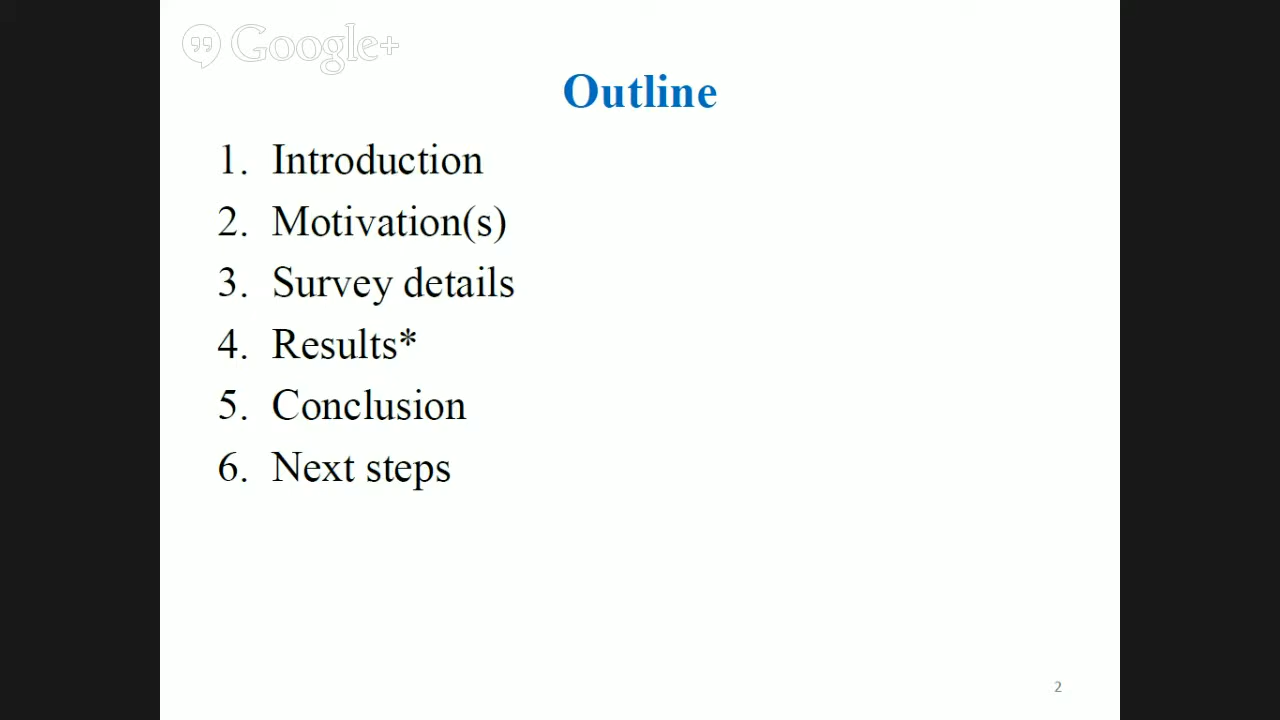 Google+
Outline
1. Introduction
2. Motivation(s)
3. Survey details
4. Results*
5. Conclusion
6. Next steps
2